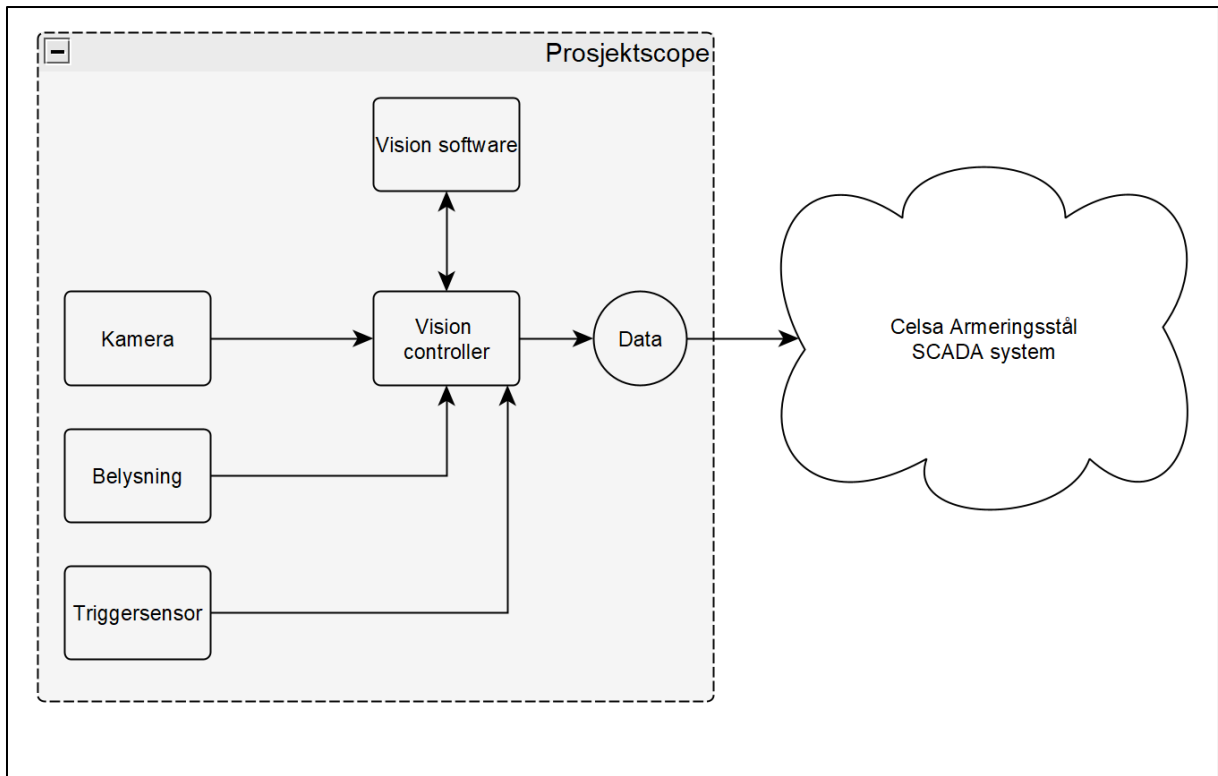 Prosjektscope
Vision software
Kamera
Vision
controller
Data
Celsa Armeringsstål
SCADA system
Belysning
Triggersensor